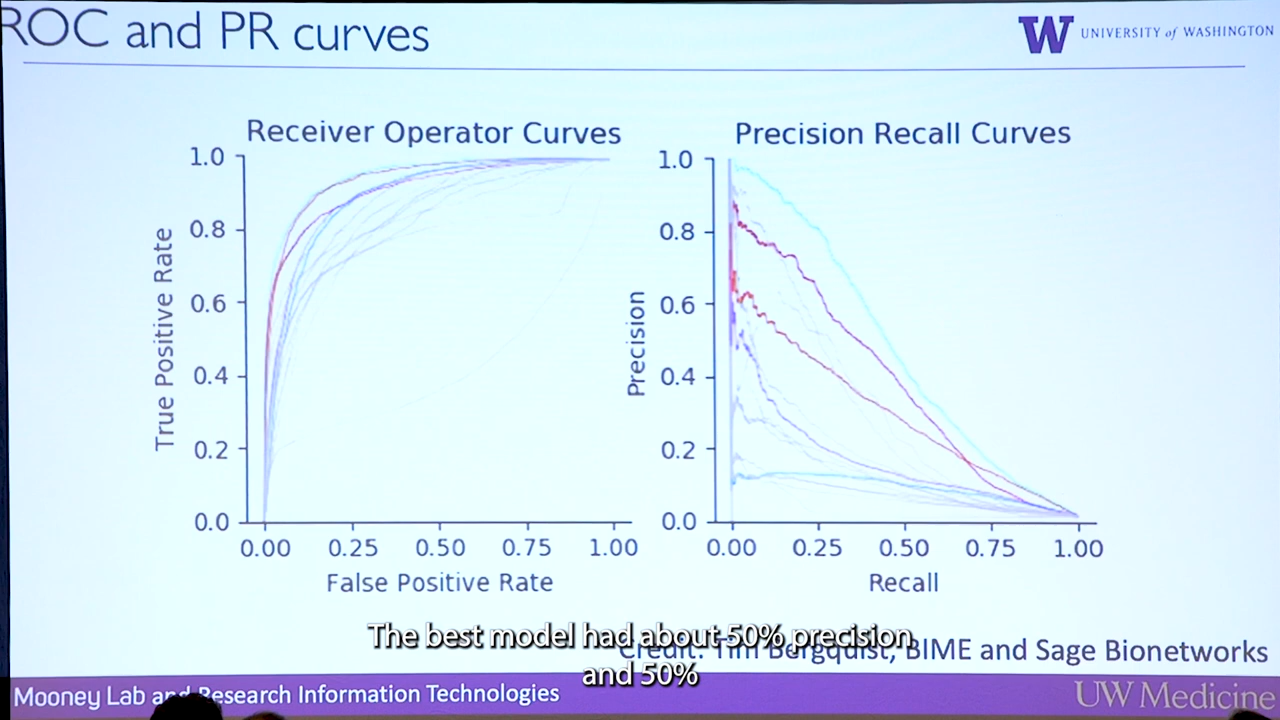 ROC and PR curves
W UNIVERSITY of WASHINGTON
Receiver Operator Curves
1.0
0.8
0.6
0.4
0.2
0.0
True Positive Rate
0.00 0.25 0.50 0.75 1.00
False Positive Rate
Precision Recall Curves
1.0
0.8
0.6
0.4
0.2
0.0
Precision
0.00 0.25 0.50 0.75 1.00
Recall
The best model had about 50% precision
and 50%
Credit: Tim Bergquist, BIME and Sage Bionetworks
Mooney Lab and Research Information Technologies
UW Medicine